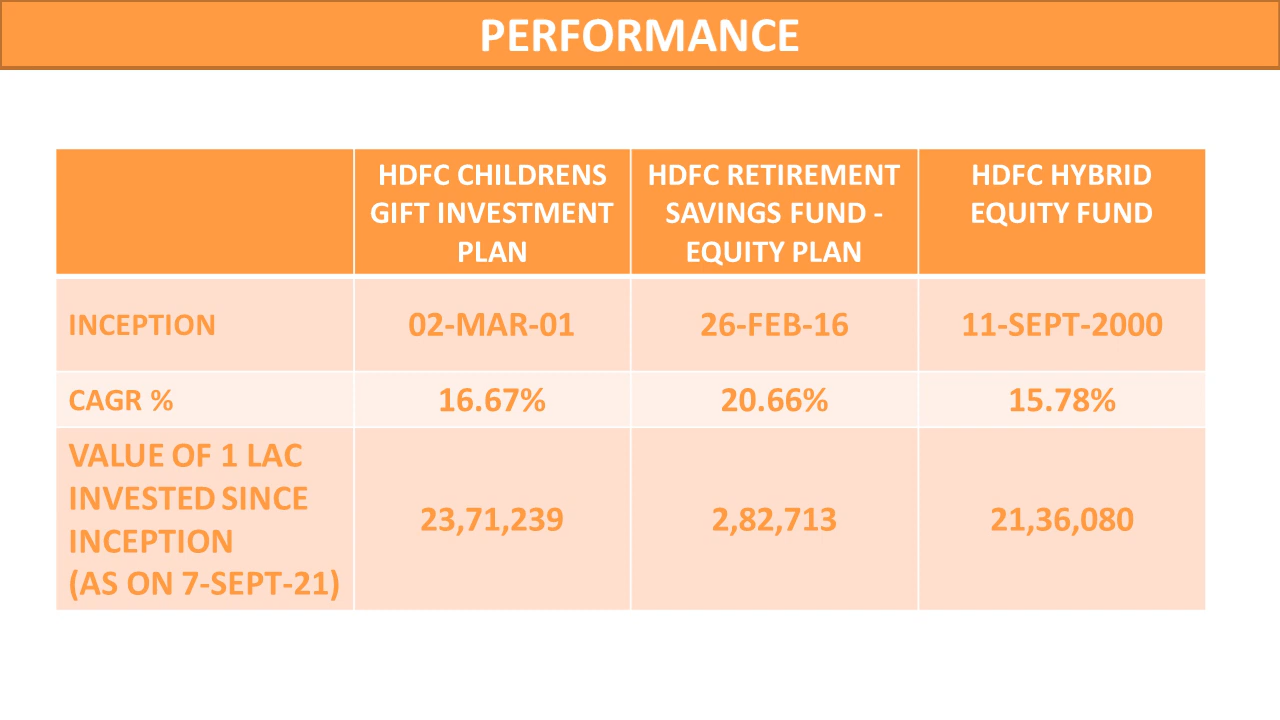 PERFORMANCE
HDFC CHILDRENS
GIFT INVESTMENT
PLAN
HDFC RETIREMENT
SAVINGS FUND -
EQUITY PLAN
HDFC HYBRID
EQUITY FUND
INCEPTION
02-MAR-01
26-FEB-16
11-SEPT-2000
CAGR %
16.67%
20.66%
15.78%
VALUE OF 1 LAC
INVESTED SINCE
INCEPTION
(AS ON 7-SEPT-21)
23,71,239
2,82,713
21,36,080